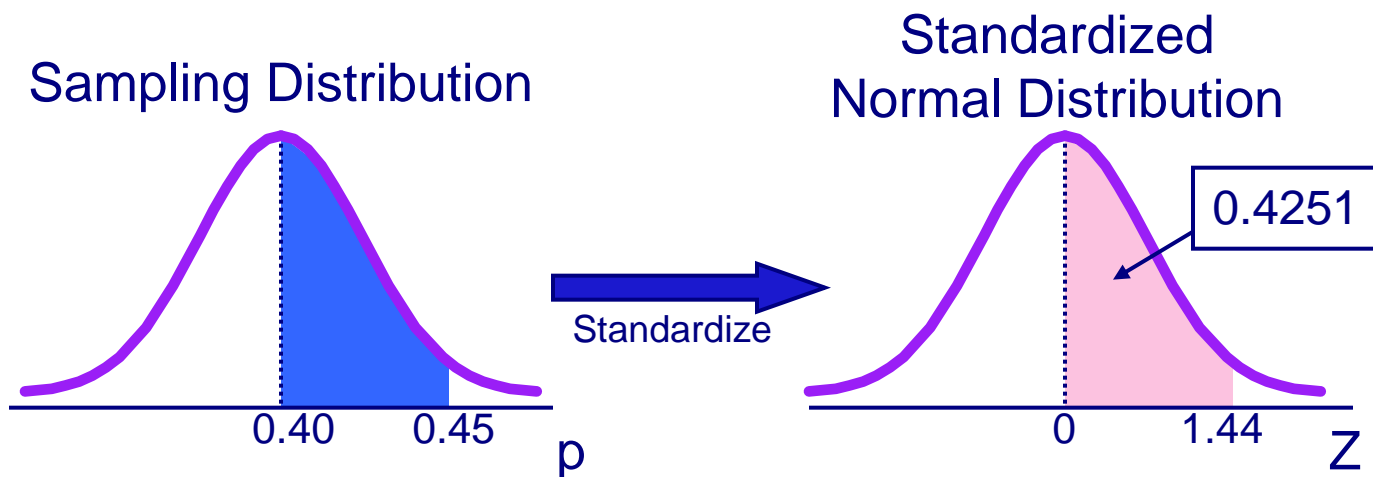 Sampling Distribution
0.40
0.45
p
Standardize
Standardized
Normal Distribution
0.4251
0
1.44
Z